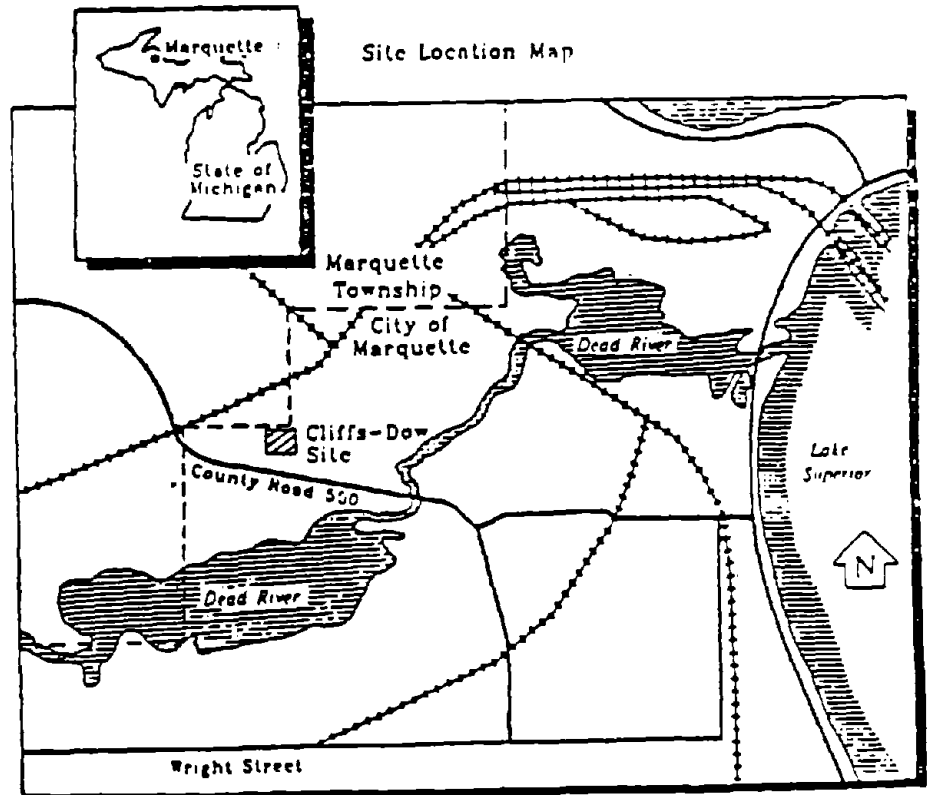 Site Location Map
Marquette
State of
Michigan
Marquette
Township
City of
Marquette
Dead River
Cliffs-Dow
Site
County Road 550
Lake
Superior
N
Dead River
Wright Street